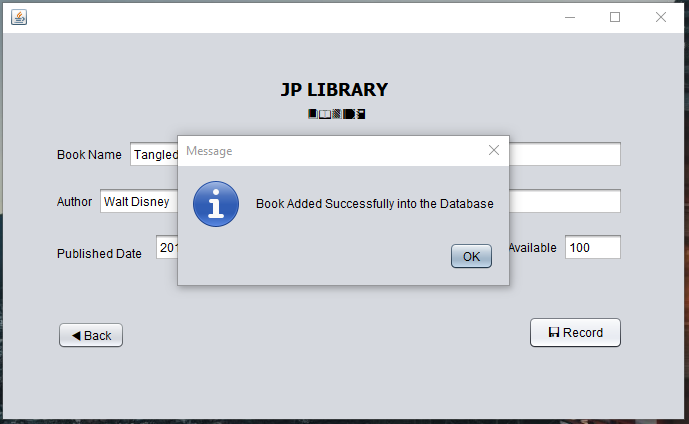 JP LIBRARY
Message
Book Name Tangled
Book Added Successfully into the Database
Author Walt Disney
Published Date 201
Available 100
OK
Back
Record